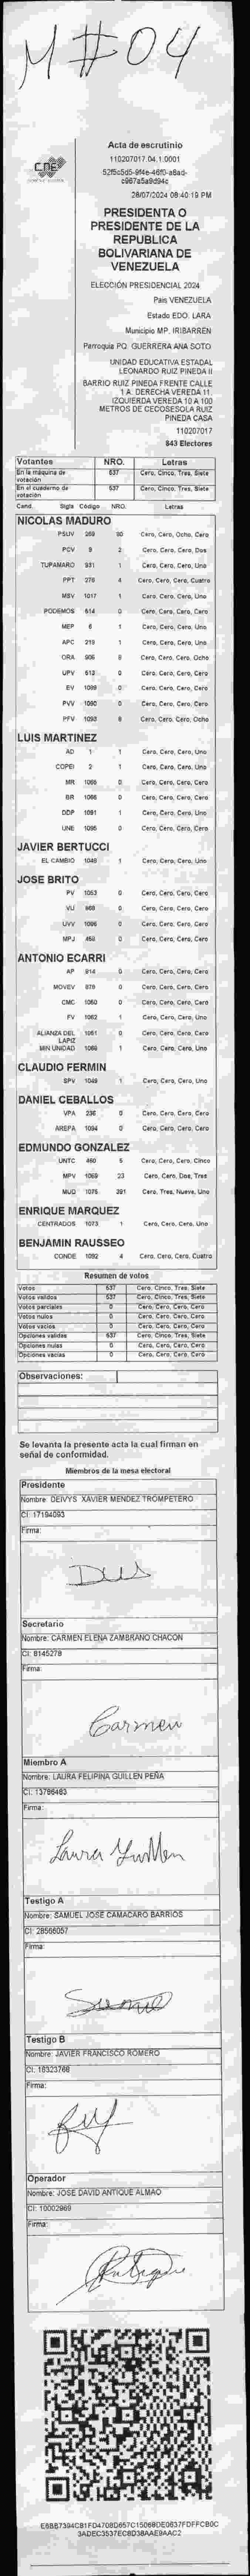 M#04
CNE
Acta de escrutinio
110207017.04.1.0001
28/07/2024 08:40:19 PM
PRESIDENTA O
PRESIDENTE DE LA
REPUBLICA
BOLIVARIANA DE
VENEZUELA
ELECCIÓN PRESIDENCIAL 2024
Pais VENEZUELA
Estado EDO. LARA
Municipio MP. IRIBARREN
Parroquia PQ. GUERRERA ANA SOTO
UNIDAD EDUCATIVA ESTADAL
LEONARDO RUIZ PINEDA II
BARRIO RUIZ PINEDA FRENTE CALLE
1 A. DERECHA VEREDA 11.
IZQUIERDA VEREDA 10 A 100
METROS DE CECOSESOLA RUIZ
PINEDA CASA
110207017
843 Electores
Votantes NRO. Letras
En la máquina de votación 537 Cero, Cinco, Tres, Siete
En el cuaderno de votación 537 Cero, Cinco, Tres, Siete
Cand. Sigla Código NRO. Letras
NICOLAS MADURO
PSUV 269 80 Cero, Cero, Ocho, Cero
PCV 9 2 Cero, Cero, Cero, Dos
TUPAMARO 931 1 Cero, Cero, Cero, Uno
PPT 276 4 Cero, Cero, Cero, Cuatro
MSV 1017 1 Cero, Cero, Cero, Uno
PODEMOS 514 0 Cero, Cero, Cero, Cero
MEP 6 1 Cero, Cero, Cero, Uno
APC 219 1 Cero, Cero, Cero, Uno
ORA 906 8 Cero, Cero, Cero, Ocho
UPV 513 0 Cero, Cero, Cero, Cero
EV 1089 0 Cero, Cero, Cero, Cero
PVV 1090 0 Cero, Cero, Cero, Cero
PFV 1093 8 Cero, Cero, Cero, Ocho
LUIS MARTINEZ
AD 1 1 Cero, Cero, Cero, Uno
COPEI 2 1 Cero, Cero, Cero, Uno
MR 1066 0 Cero, Cero, Cero, Cero
BR 0 Cero, Cero, Cero, Cero
DDP 1091 1 Cero, Cero, Cero, Uno
UNE 1095 0 Cero, Cero, Cero, Cero
JAVIER BERTUCCI
EL CAMBIO 1048 1 Cero, Cero, Cero, Uno
JOSE BRITO
PV 1053 0 Cero, Cero, Cero, Cero
VU 868 0 Cero, Cero, Cero, Cero
UVV 1096 0 Cero, Cero, Cero, Cero
MPJ 458 0 Cero, Cero, Cero, Cero
ANTONIO ECARRI
AP 914 0 Cero, Cero, Cero, Cero
MOVEV 878 0 Cero, Cero, Cero, Cero
CMC 1060 0 Cero, Cero, Cero, Cero
FV 1062 1 Cero, Cero, Cero, Uno
ALIANZA DEL LAPIZ 1051 0 Cero, Cero, Cero, Cero
MIN UNIDAD 1 Cero, Cero, Cero, Uno
CLAUDIO FERMIN
SPV 1049 1 Cero, Cero, Cero, Uno
DANIEL CEBALLOS
VPA 236 0 Cero, Cero, Cero, Cero
AREPA 1094 0 Cero, Cero, Cero, Cero
EDMUNDO GONZALEZ
UNTC 460 5 Cero, Cero, Cero, Cinco
MPV 1069 23 Cero, Cero, Dos, Tres
MUD 1075 391 Cero, Tres, Nueve, Uno
ENRIQUE MARQUEZ
CENTRADOS 1073 1 Cero, Cero, Cero, Uno
BENJAMIN RAUSSEO
CONDE 1092 4 Cero, Cero, Cero, Cuatro
Resumen de votos
Votos 537 Cero, Cinco, Tres, Siete
Votos validos 537 Cero, Cinco, Tres, Siete
Votos parciales 0 Cero, Cero, Cero, Cero
Votos nulos 0 Cero, Cero, Cero, Cero
Votos vacios 0 Cero, Cero, Cero, Cero
Opciones validas 537 Cero, Cinco, Tres, Siete
Opciones nulas 0 Cero, Cero, Cero, Cero
Opciones vacias 0 Cero, Cero, Cero, Cero
Observaciones:
Se levanta la presente acta la cual firman en
señal de conformidad.
Miembros de la mesa electoral
Presidente
Nombre: DEIVYS XAVIER MENDEZ TROMPETERO
CI: 17194093
Firma:
Secretario
Nombre: CARMEN ELENA ZAMBRANO CHACON
CI: 8145278
Firma:
Carmen
Miembro A
Nombre: LAURA FELIPINA GUILLEN PEÑA
CI: 13786483
Firma:
Laura Guillen
Testigo A
Nombre: SAMUEL JOSE CAMACARO BARRIOS
CI: 28566057
Firma:
Testigo B
Nombre: JAVIER FRANCISCO ROMERO
CI: 18323768
Firma:
Operador
Nombre: JOSE DAVID ANTIQUE ALMAO
CI: 10002969
Firma: